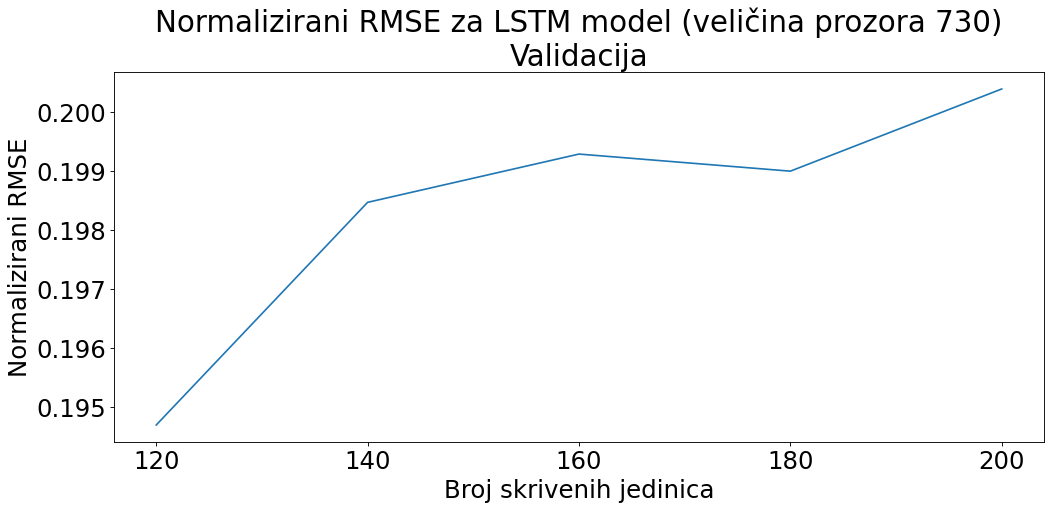 Normalizirani RMSE za LSTM model (veličina prozora 730)
Validacija
Normalizirani RMSE
0.200
0.199
0.198
0.197
0.196
0.195
120 140 160 180 200
Broj skrivenih jedinica